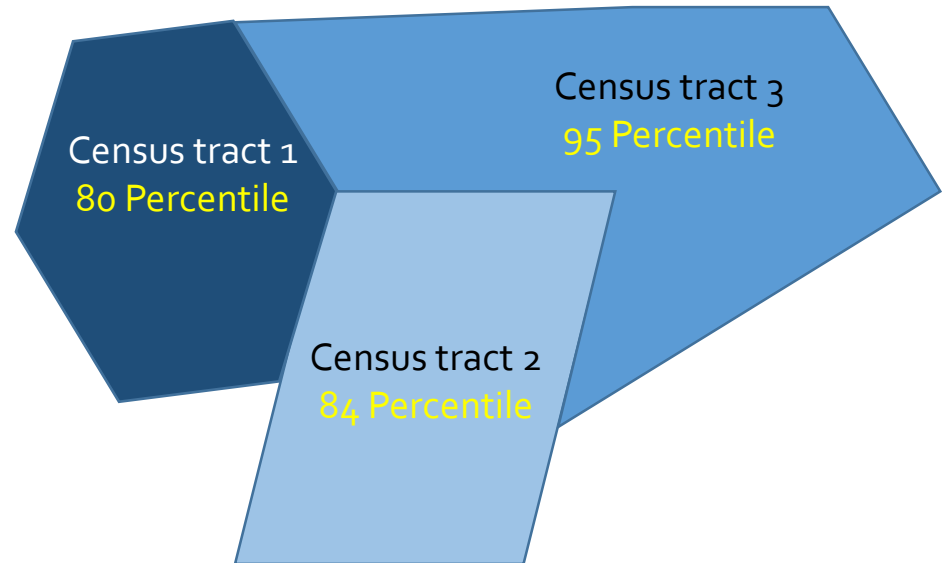 Census tract 3
95 Percentile
Census tract 1
80 Percentile
Census tract 2
84 Percentile